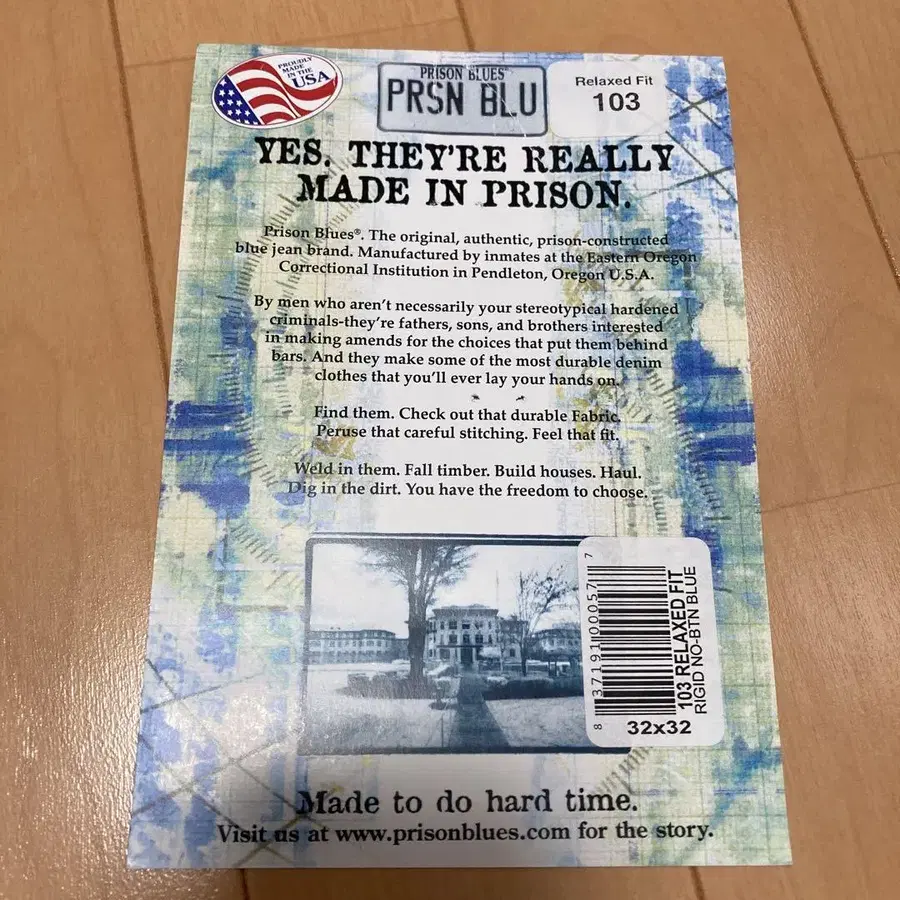 PROUDLY
MADE
IN THE
USA
PRISON BLUES
PRSN BLU
Relaxed Fit
103
YES. THEY'RE REALLY
MADE IN PRISON.
Prison Blues®. The original, authentic, prison-constructed
blue jean brand. Manufactured by inmates at the Eastern Oregon
Correctional Institution in Pendleton, Oregon U.S.A.
By men who aren't necessarily your stereotypical hardened
criminals-they're fathers, sons, and brothers interested
in making amends for the choices that put them behind
bars. And they make some of the most durable denim
clothes that you'll ever lay your hands on.
Find them. Check out that durable Fabric.
Peruse that careful stitching. Feel that fit.
Weld in them. Fall timber. Build houses. Haul.
Dig in the dirt. You have the freedom to choose.
8 37191 00057 7
103 RELAXED FIT
RIGID NO-BTN BLUE
32x32
Made to do hard time.
Visit us at www.prisonblues.com for the story.